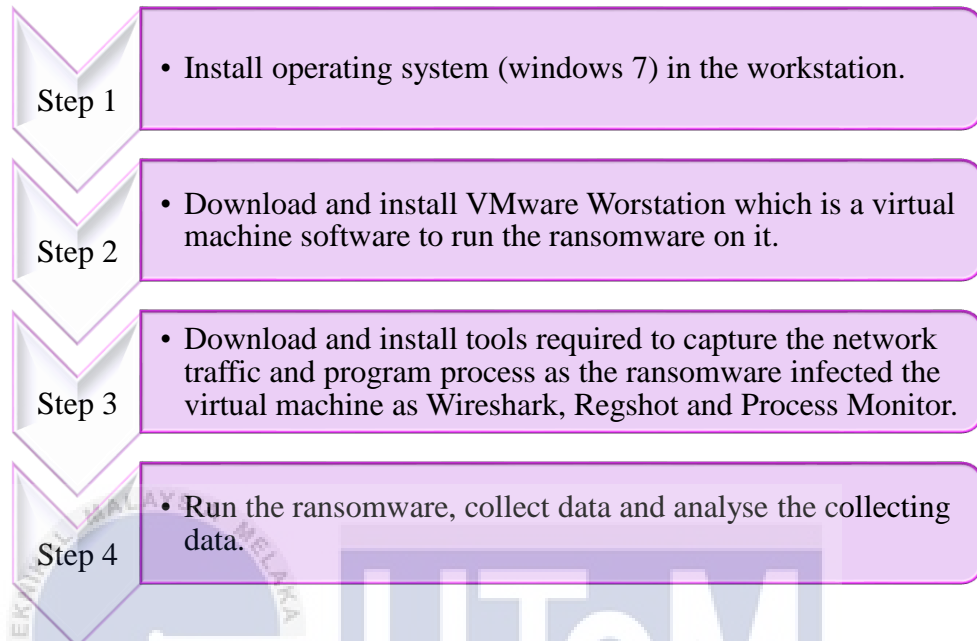 Step 1
• Install operating system (windows 7) in the workstation.
Step 2
• Download and install VMware Worstation which is a virtual
machine software to run the ransomware on it.
Step 3
• Download and install tools required to capture the network
traffic and program process as the ransomware infected the
virtual machine as Wireshark, Regshot and Process Monitor.
Step 4
• Run the ransomware, collect data and analyse the collecting
data.
MALAYSIA MELAKA
UTeM